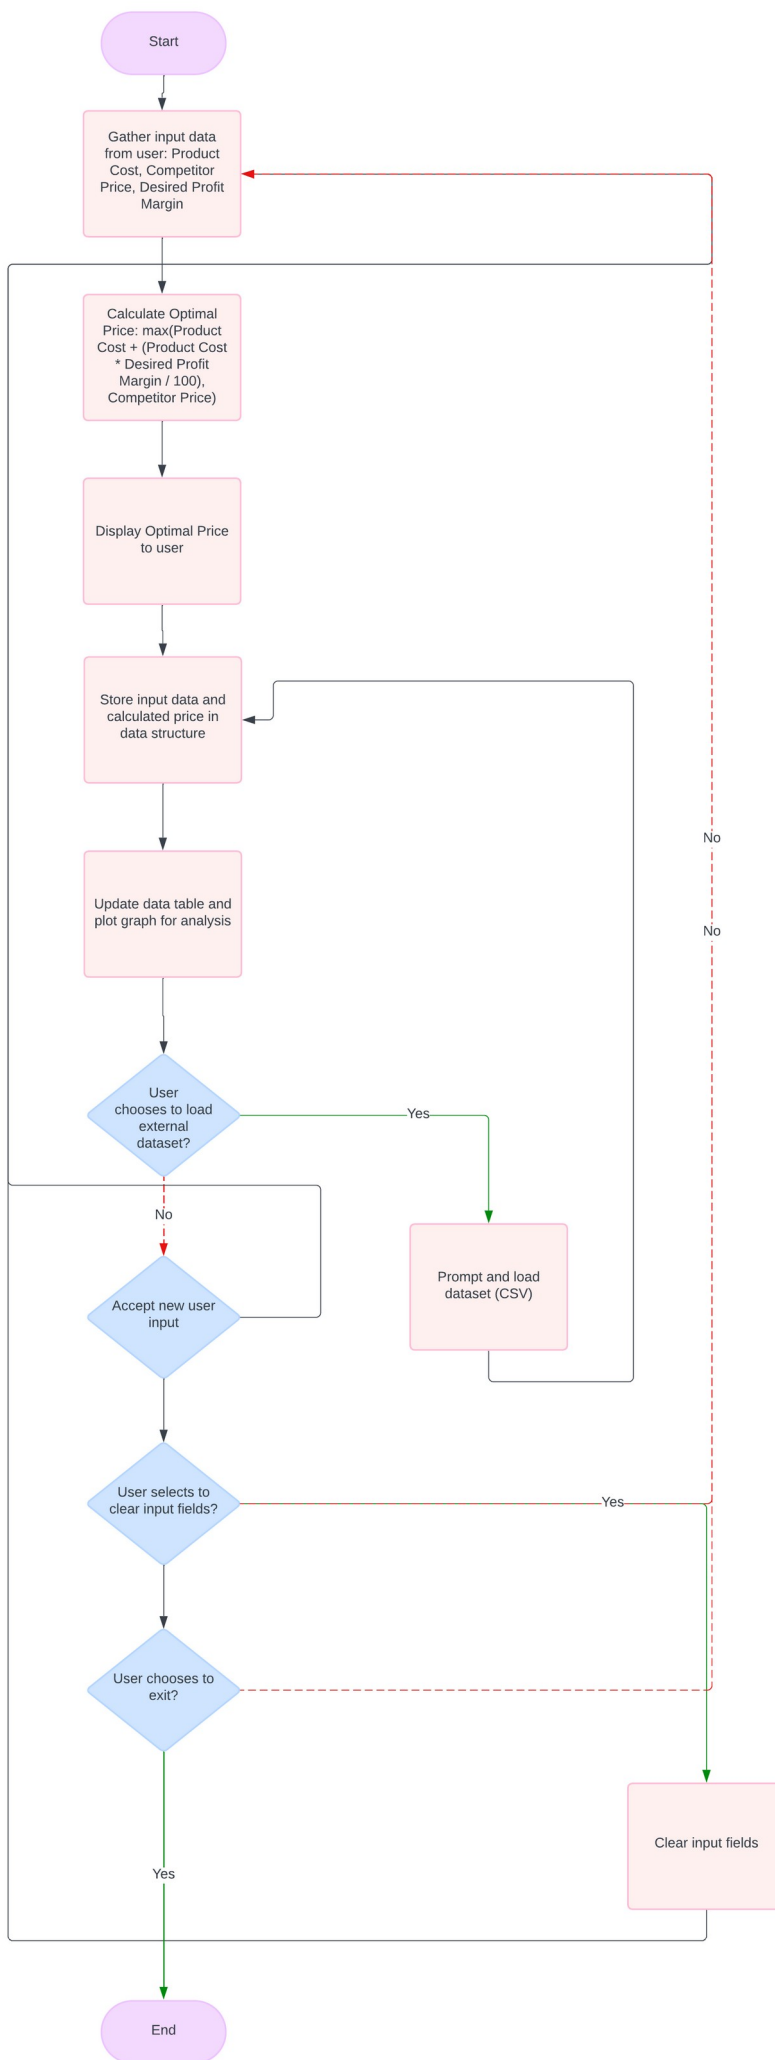 Start
Gather input data
from user: Product
Cost, Competitor
Price, Desired Profit
Margin
Calculate Optimal
Price: max(Product
Cost + (Product Cost
* Desired Profit
Margin / 100),
Competitor Price)
Display Optimal Price
to user
Store input data and
calculated price in
data structure
No
Update data table and
plot graph for analysis
No
User
chooses to load
external
dataset?
Yes
No
Prompt and load
dataset (CSV)
Accept new user
input
User selects to
clear input fields?
Yes
User chooses to
exit?
Clear input fields
Yes
End